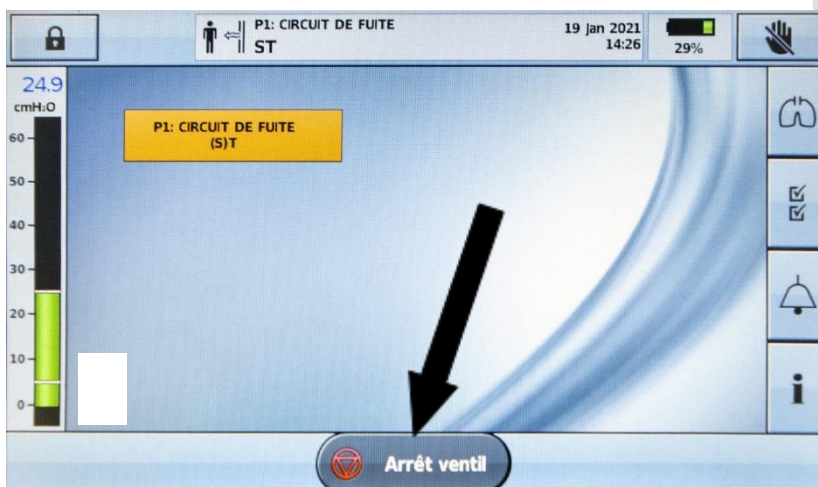 P1: CIRCUIT DE FUITE
ST
19 Jan 2021
14:26
29%
24.9
cmH2O
P1: CIRCUIT DE FUITE
(S)T
60
50
40
30
20
10
0
i
Arrêt ventil